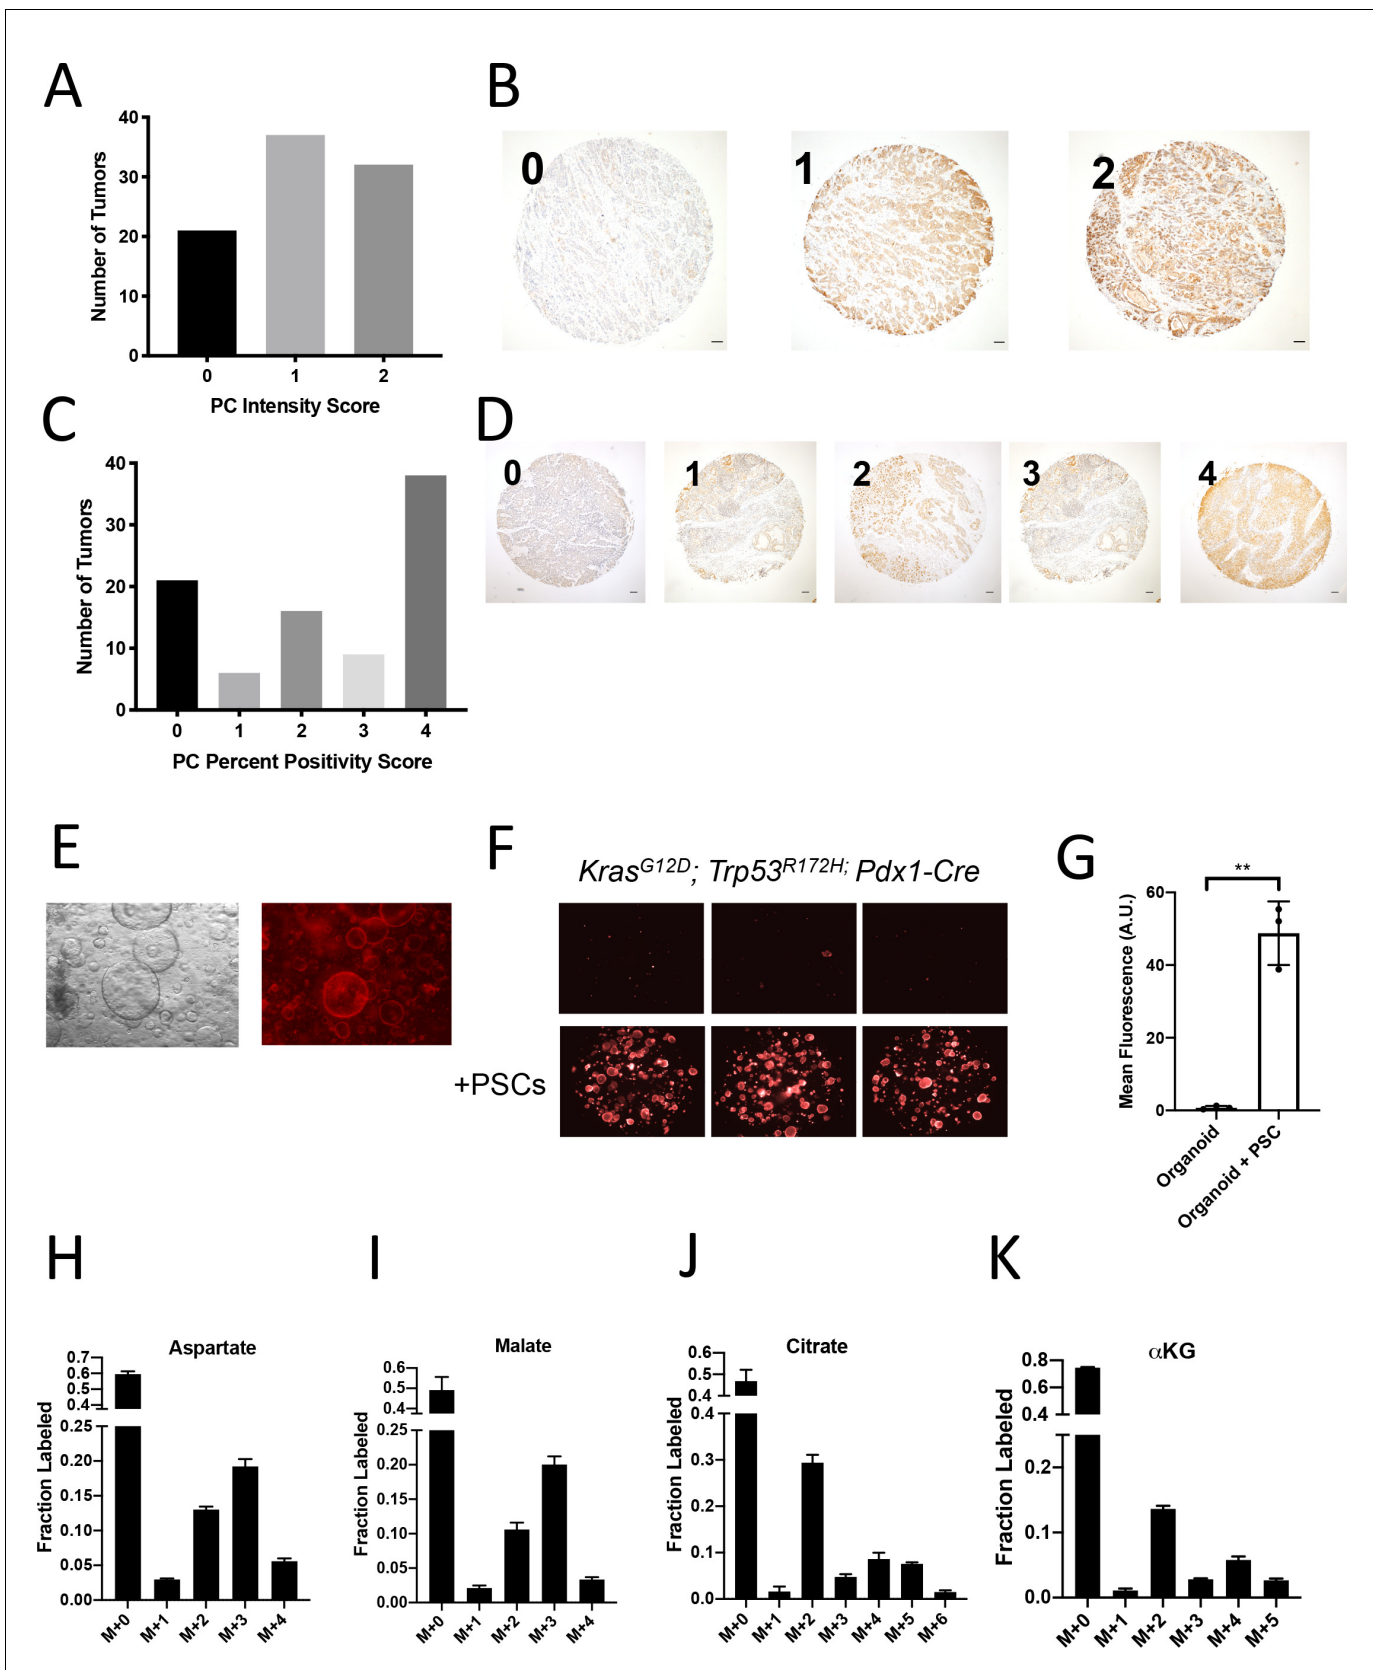 A
40
30
20
10
0
Number of Tumors
0 1 2
PC Intensity Score
B
0 1 2
C
40
30
20
10
0
Number of Tumors
0 1 2 3 4
PC Percent Positivity Score
D
0 1 2 3 4
E
F
KrasG12D; Trp53R172H; Pdx1-Cre
+PSCs
G
**
60
40
20
0
Mean Fluorescence (A.U.)
Organoid
Organoid + PSC
H
Aspartate
0.7
0.6
0.5
0.4
0.25
0.20
0.15
0.10
0.05
0.00
Fraction Labeled
M+0 M+1 M+2 M+3 M+4
I
Malate
0.6
0.5
0.4
0.25
0.20
0.15
0.10
0.05
0.00
Fraction Labeled
M+0 M+1 M+2 M+3 M+4
J
Citrate
0.6
0.5
0.4
0.4
0.3
0.2
0.1
0.0
Fraction Labeled
M+0 M+1 M+2 M+3 M+4 M+5 M+6
K
αKG
0.8
0.6
0.4
0.2
0.1
0.0
Fraction Labeled
M+0 M+1 M+2 M+3 M+4 M+5